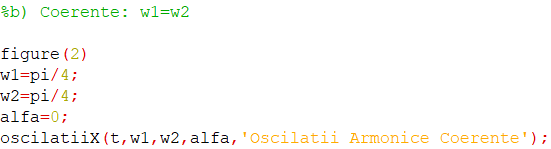 %b) Coerente: w1=w2
figure(2)
w1=pi/4;
w2=pi/4;
alfa=0;
oscilatiiX(t,w1,w2,alfa,'Oscilatii Armonice Coerente');